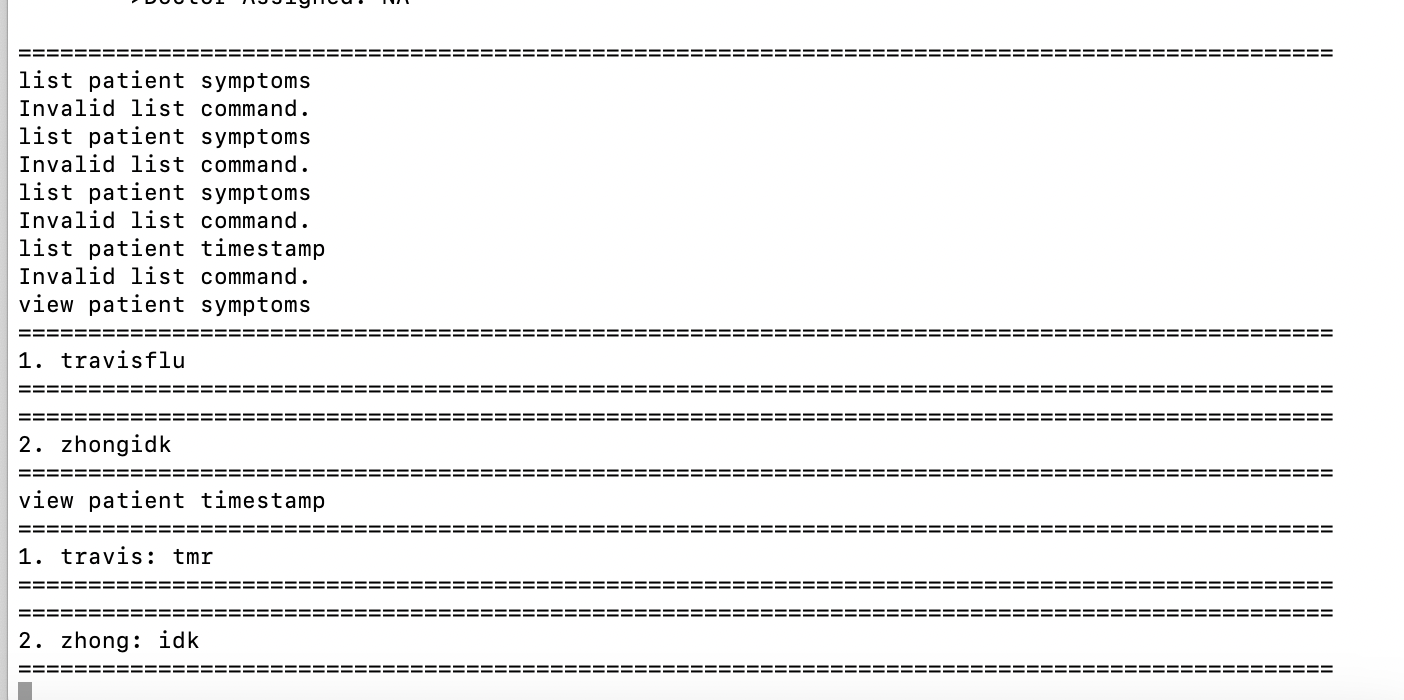 >Doctor Assigned: NA
==============================================================================================
list patient symptoms
Invalid list command.
list patient symptoms
Invalid list command.
list patient symptoms
Invalid list command.
list patient timestamp
Invalid list command.
view patient symptoms
==============================================================================================
1. travisflu
==============================================================================================
==============================================================================================
2. zhongidk
==============================================================================================
view patient timestamp
==============================================================================================
1. travis: tmr
==============================================================================================
==============================================================================================
2. zhong: idk
==============================================================================================